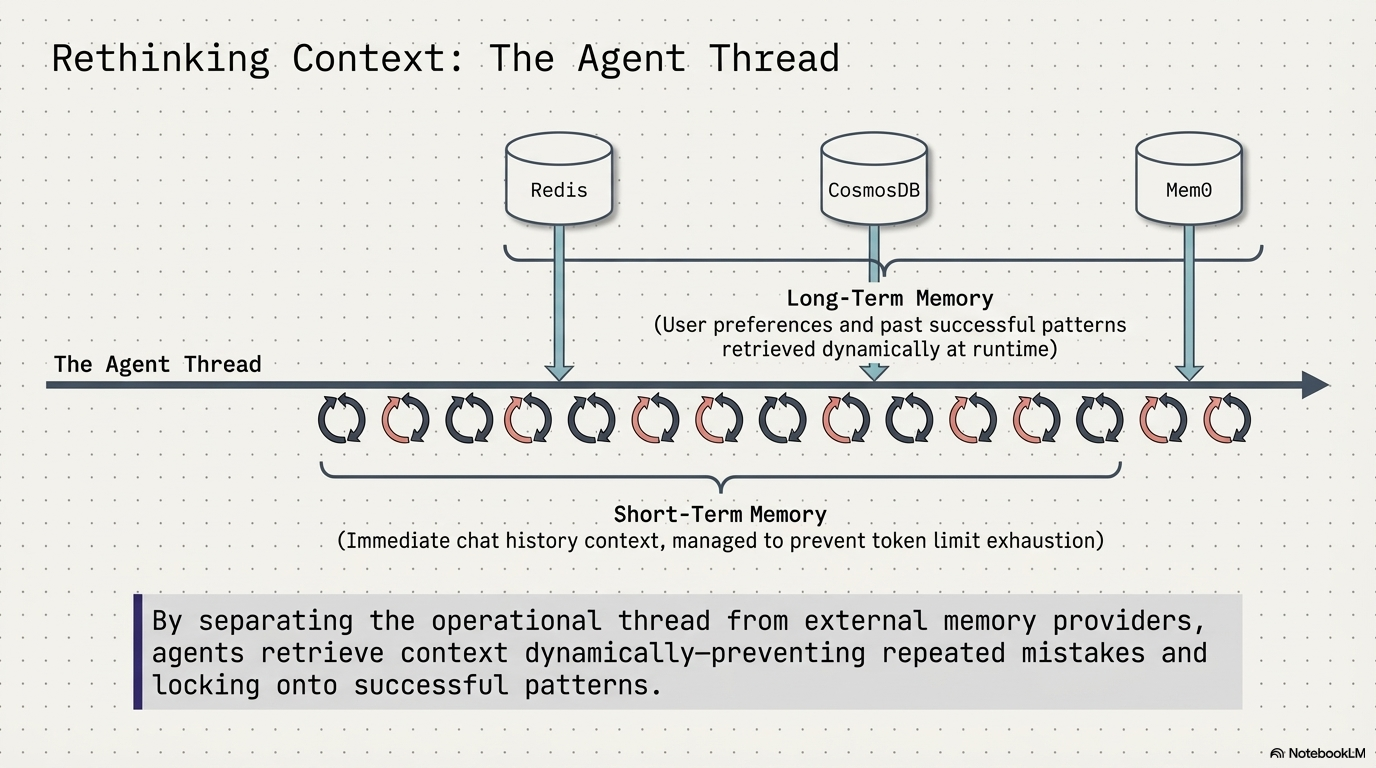 Rethinking Context: The Agent Thread
Redis
CosmosDB
Mem0
Long-Term Memory
(User preferences and past successful patterns
retrieved dynamically at runtime)
The Agent Thread
Short-Term Memory
(Immediate chat history context, managed to prevent token limit exhaustion)
By separating the operational thread from external memory providers,
agents retrieve context dynamically—preventing repeated mistakes and
locking onto successful patterns.
NotebookLM